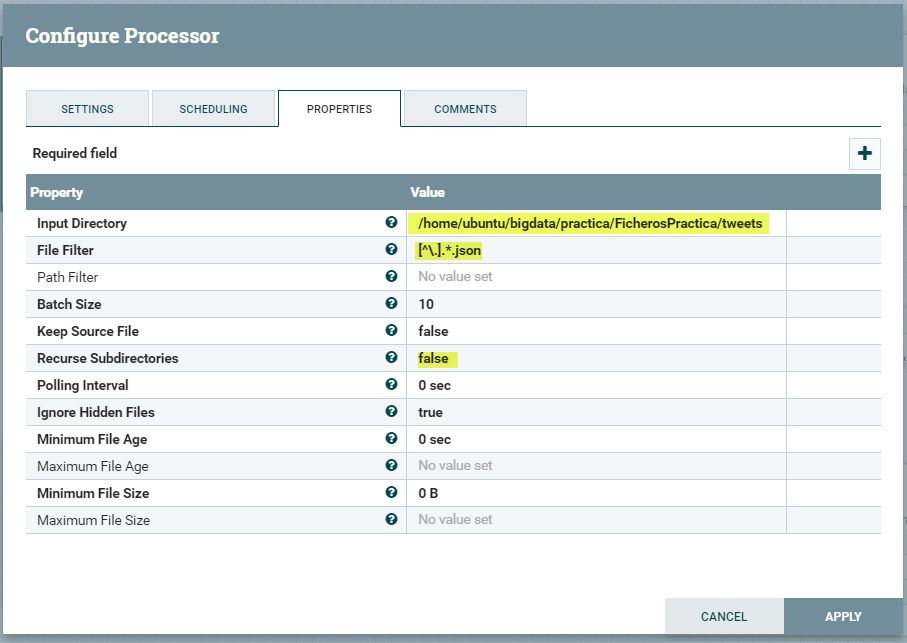 Configure Processor
SETTINGS SCHEDULING PROPERTIES COMMENTS
Required field
Property Value
Input Directory /home/ubuntu/bigdata/practica/FicherosPractica/tweets
File Filter [^\.].*.json
Path Filter No value set
Batch Size 10
Keep Source File false
Recurse Subdirectories false
Polling Interval 0 sec
Ignore Hidden Files true
Minimum File Age 0 sec
Maximum File Age No value set
Minimum File Size 0 B
Maximum File Size No value set
CANCEL APPLY